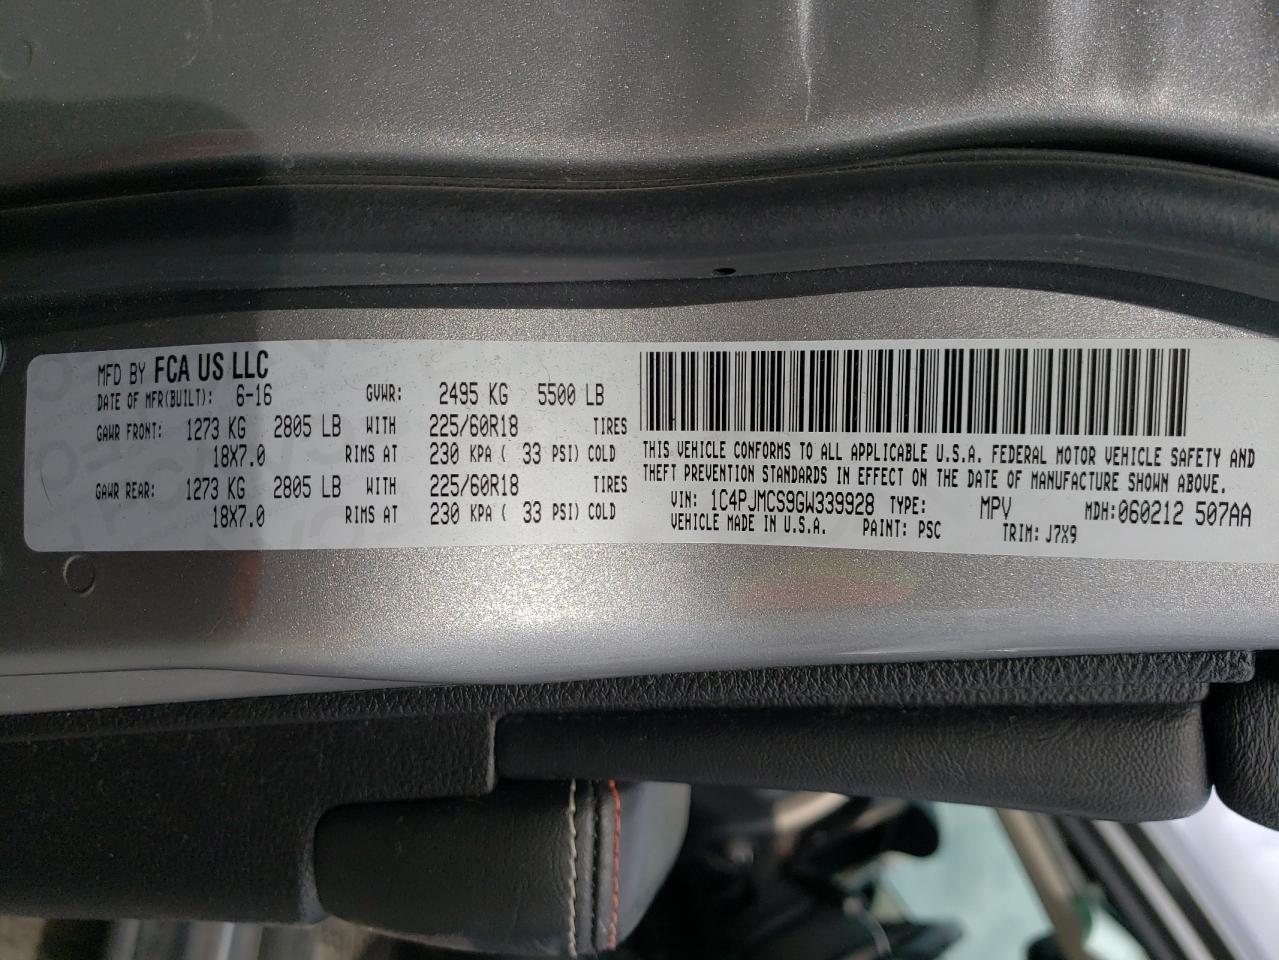 MFD BY FCA US LLC
DATE OF MFR(BUILT): 6-16 GVWR: 2495 KG 5500 LB
GAWR FRONT: 1273 KG 2805 LB WITH 225/60R18 TIRES
18X7.0 RIMS AT 230 KPA ( 33 PSI) COLD
GAWR REAR: 1273 KG 2805 LB WITH 225/60R18 TIRES
18X7.0 RIMS AT 230 KPA ( 33 PSI) COLD
THIS VEHICLE CONFORMS TO ALL APPLICABLE U.S.A. FEDERAL MOTOR VEHICLE SAFETY AND
THEFT PREVENTION STANDARDS IN EFFECT ON THE DATE OF MANUFACTURE SHOWN ABOVE.
VIN: 1C4PJMCS9GW339928 TYPE: MPV MDH: 060212 507AA
VEHICLE MADE IN U.S.A. PAINT: PSC TRIM: J7X9